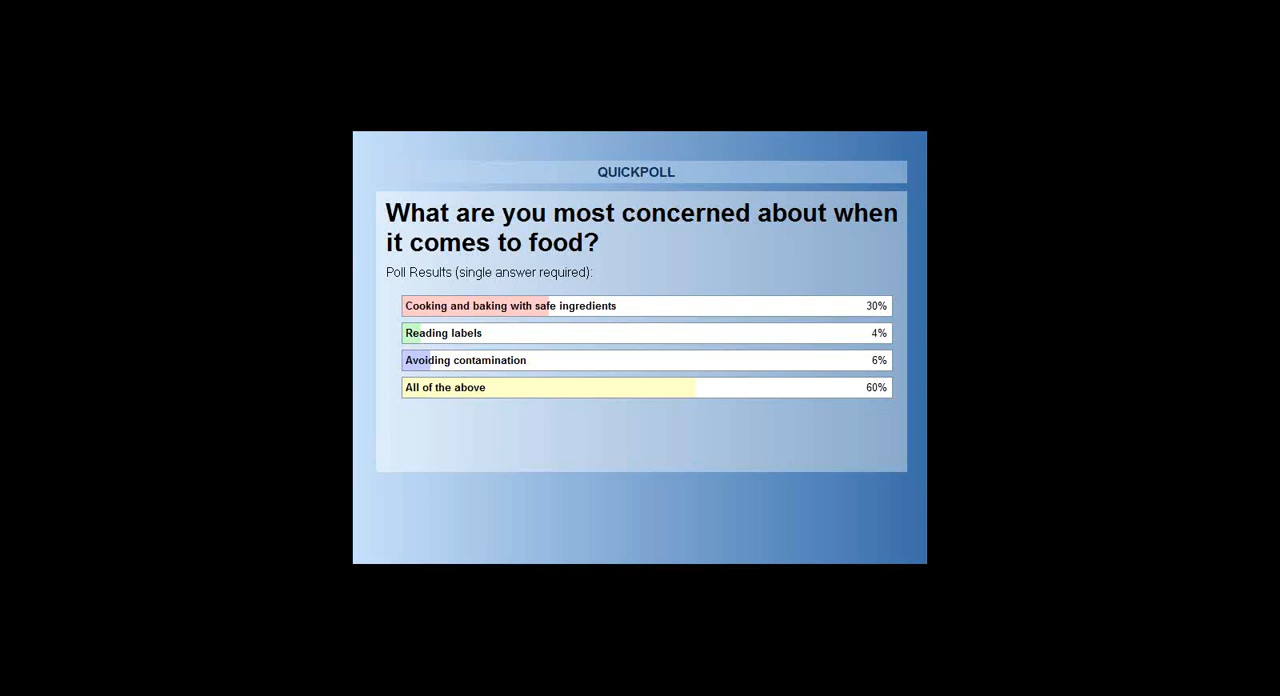 QUICKPOLL
What are you most concerned about when
it comes to food?
Poll Results (single answer required):
Cooking and baking with safe ingredients 30%
Reading labels 4%
Avoiding contamination 6%
All of the above 60%